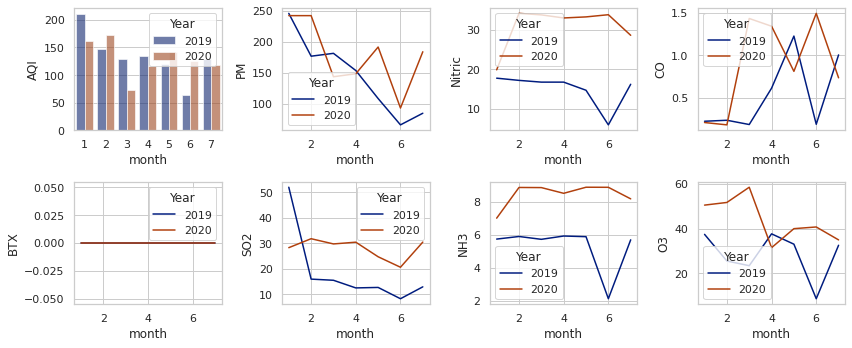 AQI
200
150
100
50
0
1 2 3 4 5 6 7
month
Year
2019
2020
PM
250
200
150
100
2 4 6
month
Year
2019
2020
Nitric
30
20
10
2 4 6
month
Year
2019
2020
CO
1.5
1.0
0.5
2 4 6
month
Year
2019
2020
BTX
0.050
0.025
0.000
−0.025
−0.050
2 4 6
month
Year
2019
2020
SO2
50
40
30
20
10
2 4 6
month
Year
2019
2020
NH3
8
6
4
2
2 4 6
month
Year
2019
2020
O3
60
40
20
2 4 6
month
Year
2019
2020